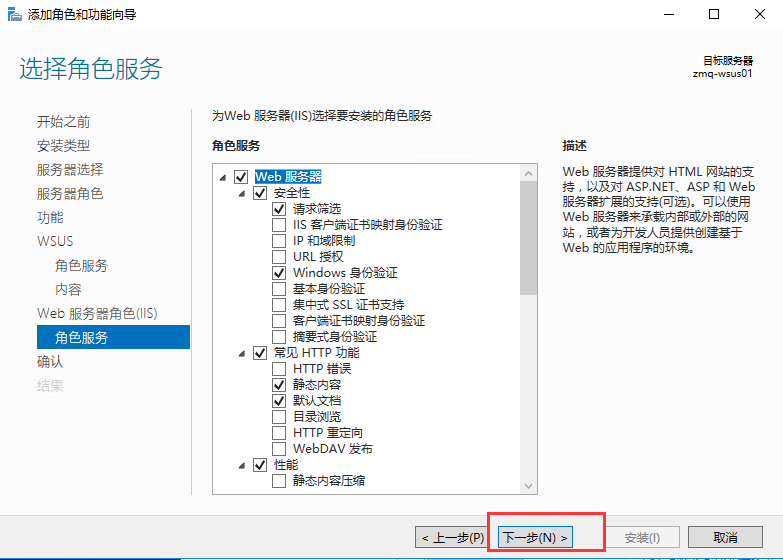 添加角色和功能向导
选择角色服务
目标服务器
zmq-wsus01
开始之前
安装类型
服务器选择
服务器角色
功能
WSUS
角色服务
内容
Web 服务器角色(IIS)
角色服务
确认
结果
为Web 服务器(IIS)选择要安装的角色服务
角色服务
Web 服务器
安全性
请求筛选
IIS 客户端证书映射身份验证
IP 和域限制
URL 授权
Windows 身份验证
基本身份验证
集中式 SSL 证书支持
客户端证书映射身份验证
摘要式身份验证
常见 HTTP 功能
HTTP 错误
静态内容
默认文档
目录浏览
HTTP 重定向
WebDAV 发布
性能
静态内容压缩
描述
Web 服务器提供对 HTML 网站的支
持，以及对 ASP.NET、ASP 和 Web
服务器扩展的支持(可选)。可以使用
Web 服务器来承载内部或外部的网
站，或者为开发人员提供创建基于
Web 的应用程序的环境。
< 上一步(P)
下一步(N) >
安装(I)
取消